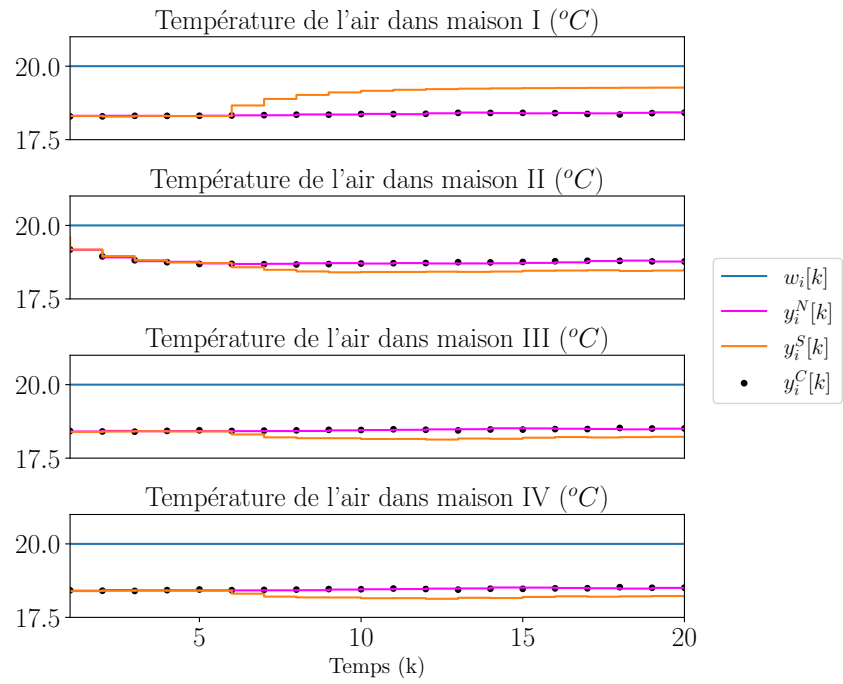 Température de l'air dans maison I (°C)
20.0
17.5
Température de l'air dans maison II (°C)
20.0
17.5
Température de l'air dans maison III (°C)
20.0
17.5
Température de l'air dans maison IV (°C)
20.0
17.5
5
10
15
20
Temps (k)
w_i[k]
y_i^N[k]
y_i^S[k]
y_i^C[k]